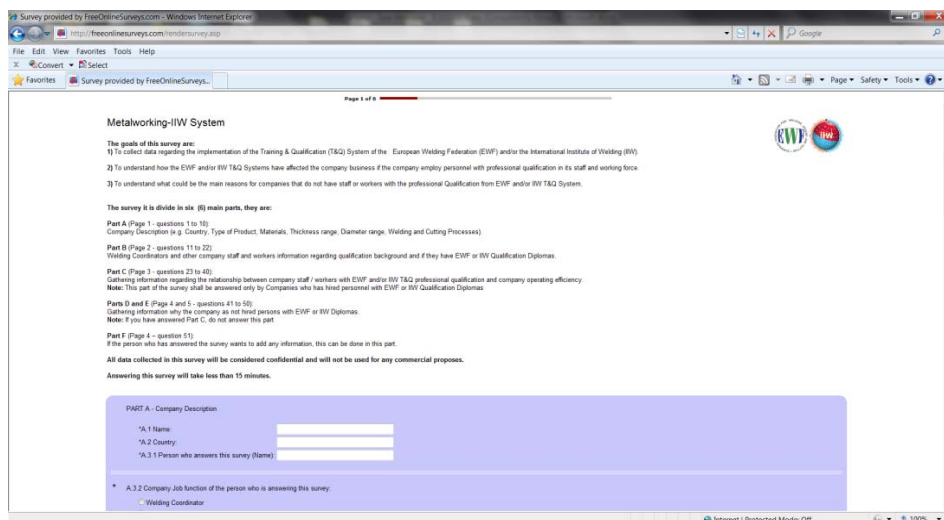 Survey provided by FreeOnlineSurveys.com - Windows Internet Explorer
http://freeonlinesurveys.com/rendersurvey.asp
Google
File Edit View Favorites Tools Help
X Convert Select
Favorites Survey provided by FreeOnlineSurveys...
Page Safety Tools
Page 1 of 6
Metalworking-IIW System
EWF IIW
The goals of this survey are:
1) To collect data regarding the implementation of the Training & Qualification (T&Q) System of the European Welding Federation (EWF) and/or the International Institute of Welding (IIW).
2) To understand how the EWF and/or IIW T&Q Systems have affected the company business if the company employ personnel with professional qualification in its staff and working force.
3) To understand what could be the main reasons for companies that do not have staff or workers with the professional Qualification from EWF and/or IIW T&Q System.
The survey it is divide in six (6) main parts, they are:
Part A (Page 1 - questions 1 to 10):
Company Description (e.g. Country, Type of Product, Materials, Thickness range, Diameter range, Welding and Cutting Processes)
Part B (Page 2 - questions 11 to 22):
Welding Coordinators and other company staff and workers information regarding qualification background and if they have EWF or IIW Qualification Diplomas.
Part C (Page 3 - questions 23 to 40):
Gathering information regarding the relationship between company staff / workers with EWF and/or IIW T&Q professional qualification and company operating efficiency.
Note: This part of the survey shall be answered only by Companies who has hired personnel with EWF or IIW Qualification Diplomas
Parts D and E (Page 4 and 5 - questions 41 to 50):
Gathering information why the company as not hired persons with EWF or IIW Diplomas.
Note: If you have answered Part C, do not answer this part
Part F (Page 4 – question 51):
If the person who has answered the survey wants to add any information, this can be done in this part.
All data collected in this survey will be considered confidential and will not be used for any commercial proposes.
Answering this survey will take less than 15 minutes.
PART A - Company Description
*A.1 Name:
*A.2 Country:
*A.3.1 Person who answers this survey (Name):
* A.3.2 Company Job function of the person who is answering this survey:
Welding Coordinator
Internet | Protected Mode: Off
100%